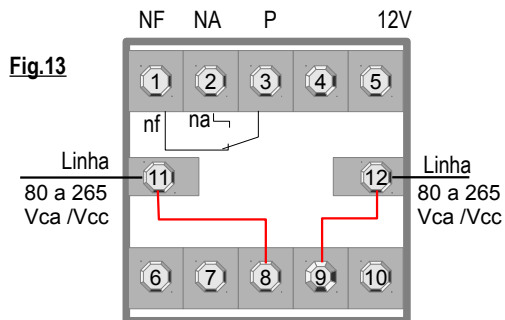 NF NA P 12V
Fig.13
1 2 3 4 5
nf na
Linha 11 12 Linha
80 a 265 80 a 265
Vca /Vcc Vca /Vcc
6 7 8 9 10